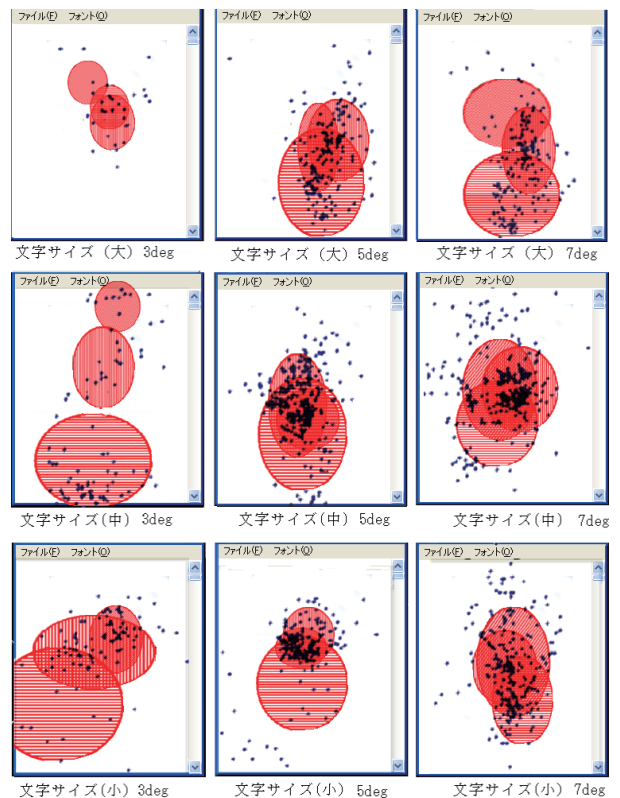 ファイル(F) フォント(O)
ファイル(F) フォント(O)
ファイル(F) フォント(O)
文字サイズ (大) 3deg
文字サイズ (大) 5deg
文字サイズ (大) 7deg
ファイル(F) フォント(O)
ファイル(F) フォント(O)
ファイル(F) フォント(O)
文字サイズ(中) 3deg
文字サイズ(中) 5deg
文字サイズ(中) 7deg
ファイル(F) フォント(O)
ファイル(F) フォント(O)
ファイル(F) フォント(O)
文字サイズ(小) 3deg
文字サイズ(小) 5deg
文字サイズ(小) 7deg